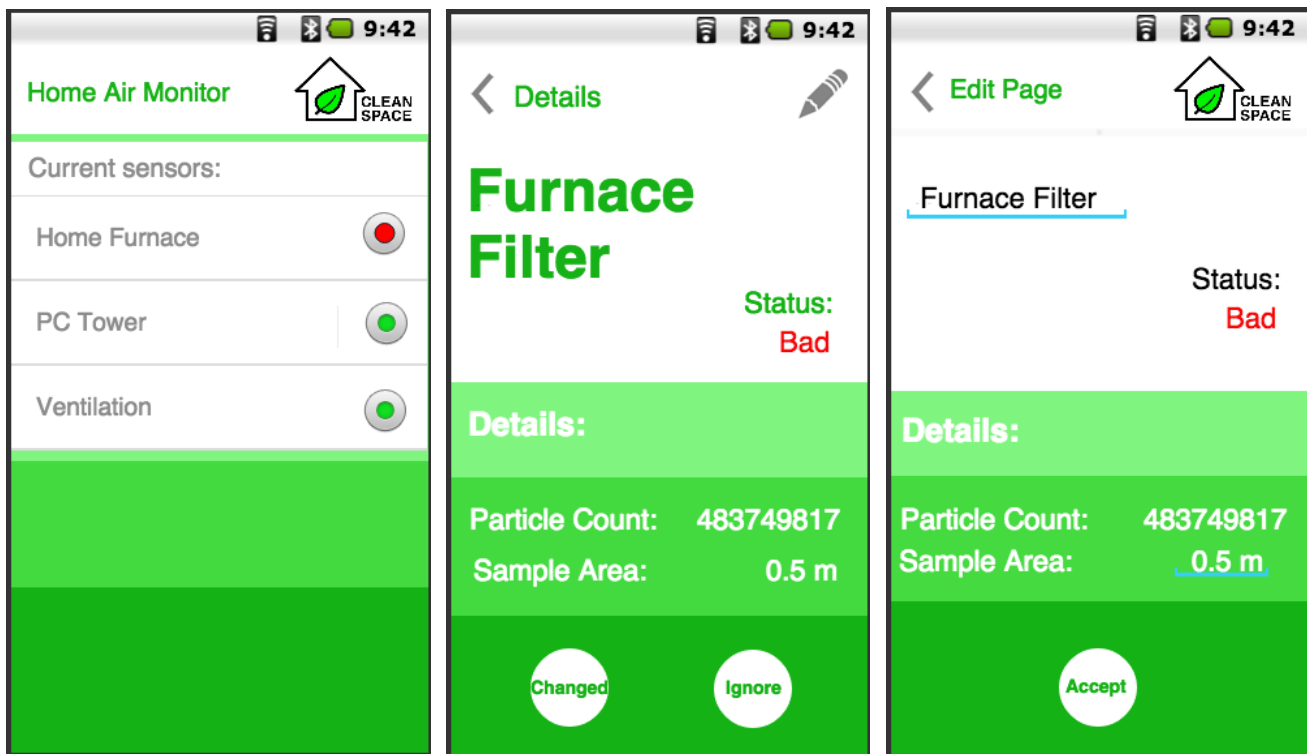 9:42
Home Air Monitor
CLEAN
SPACE
Current sensors:
Home Furnace
PC Tower
Ventilation
9:42
Details
Furnace
Filter
Status:
Bad
Details:
Particle Count: 483749817
Sample Area: 0.5 m
Changed
Ignore
9:42
Edit Page
CLEAN
SPACE
Furnace Filter
Status:
Bad
Details:
Particle Count: 483749817
Sample Area: 0.5 m
Accept